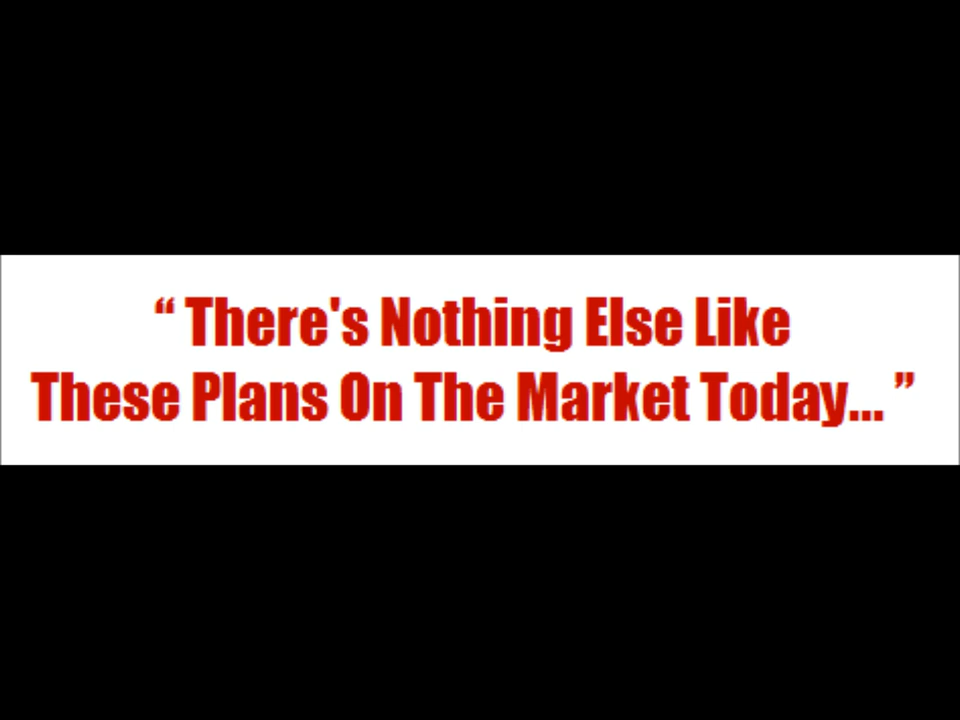 “ There's Nothing Else Like
These Plans On The Market Today... ”